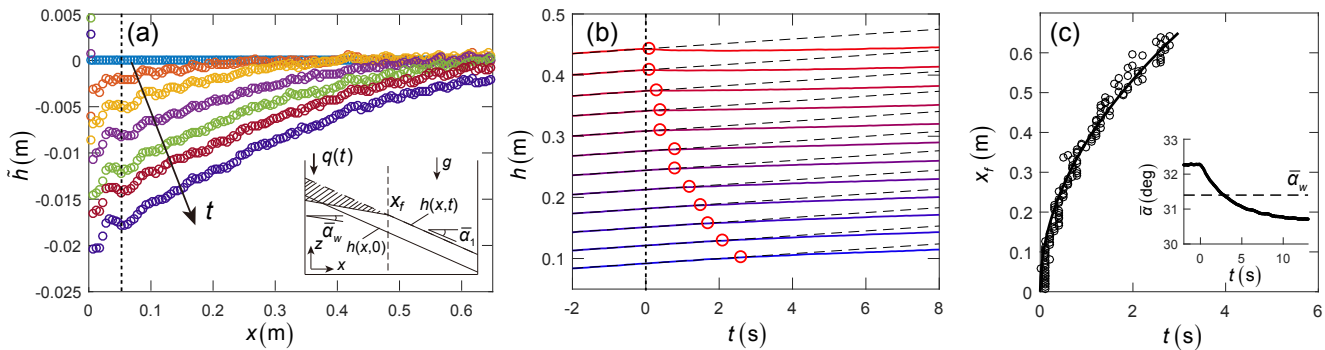 (a)
0.005
0
-0.005
-0.01
-0.015
-0.02
-0.025
h̃ (m)
0 0.1 0.2 0.3 0.4 0.5 0.6
x (m)
t
q(t)
g
x_f
h(x,t)
ᾱ_w
h(x,0)
ᾱ_1
z
x
(b)
0.5
0.4
0.3
0.2
0.1
h (m)
-2 0 2 4 6 8
t (s)
(c)
0.7
0.6
0.5
0.4
0.3
0.2
0.1
0
x_f (m)
0 2 4 6
t (s)
33
32
31
30
ᾱ (deg)
ᾱ_w
0 5 10
t (s)